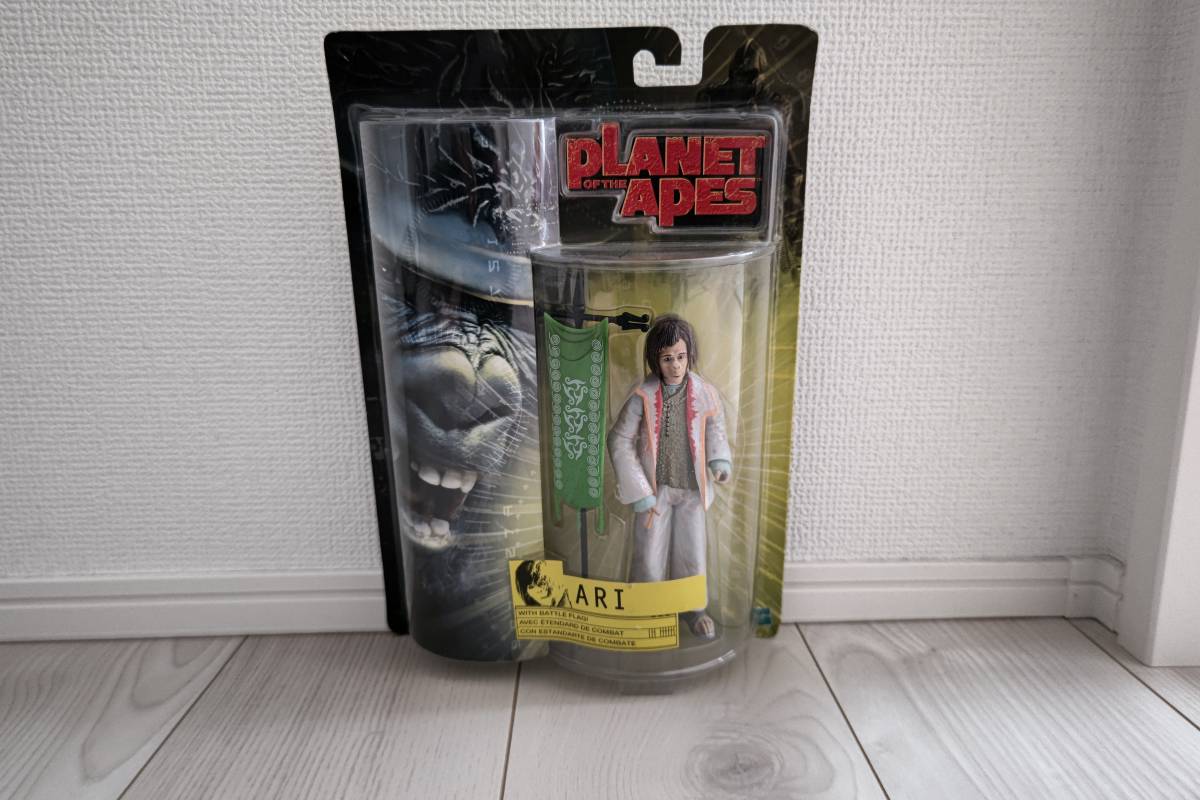 PLANET
OF THE
APES
ARI
WITH BATTLE FLAG!
AVEC ÉTENDARD DE COMBAT
CON ESTANDARTE DE COMBATE